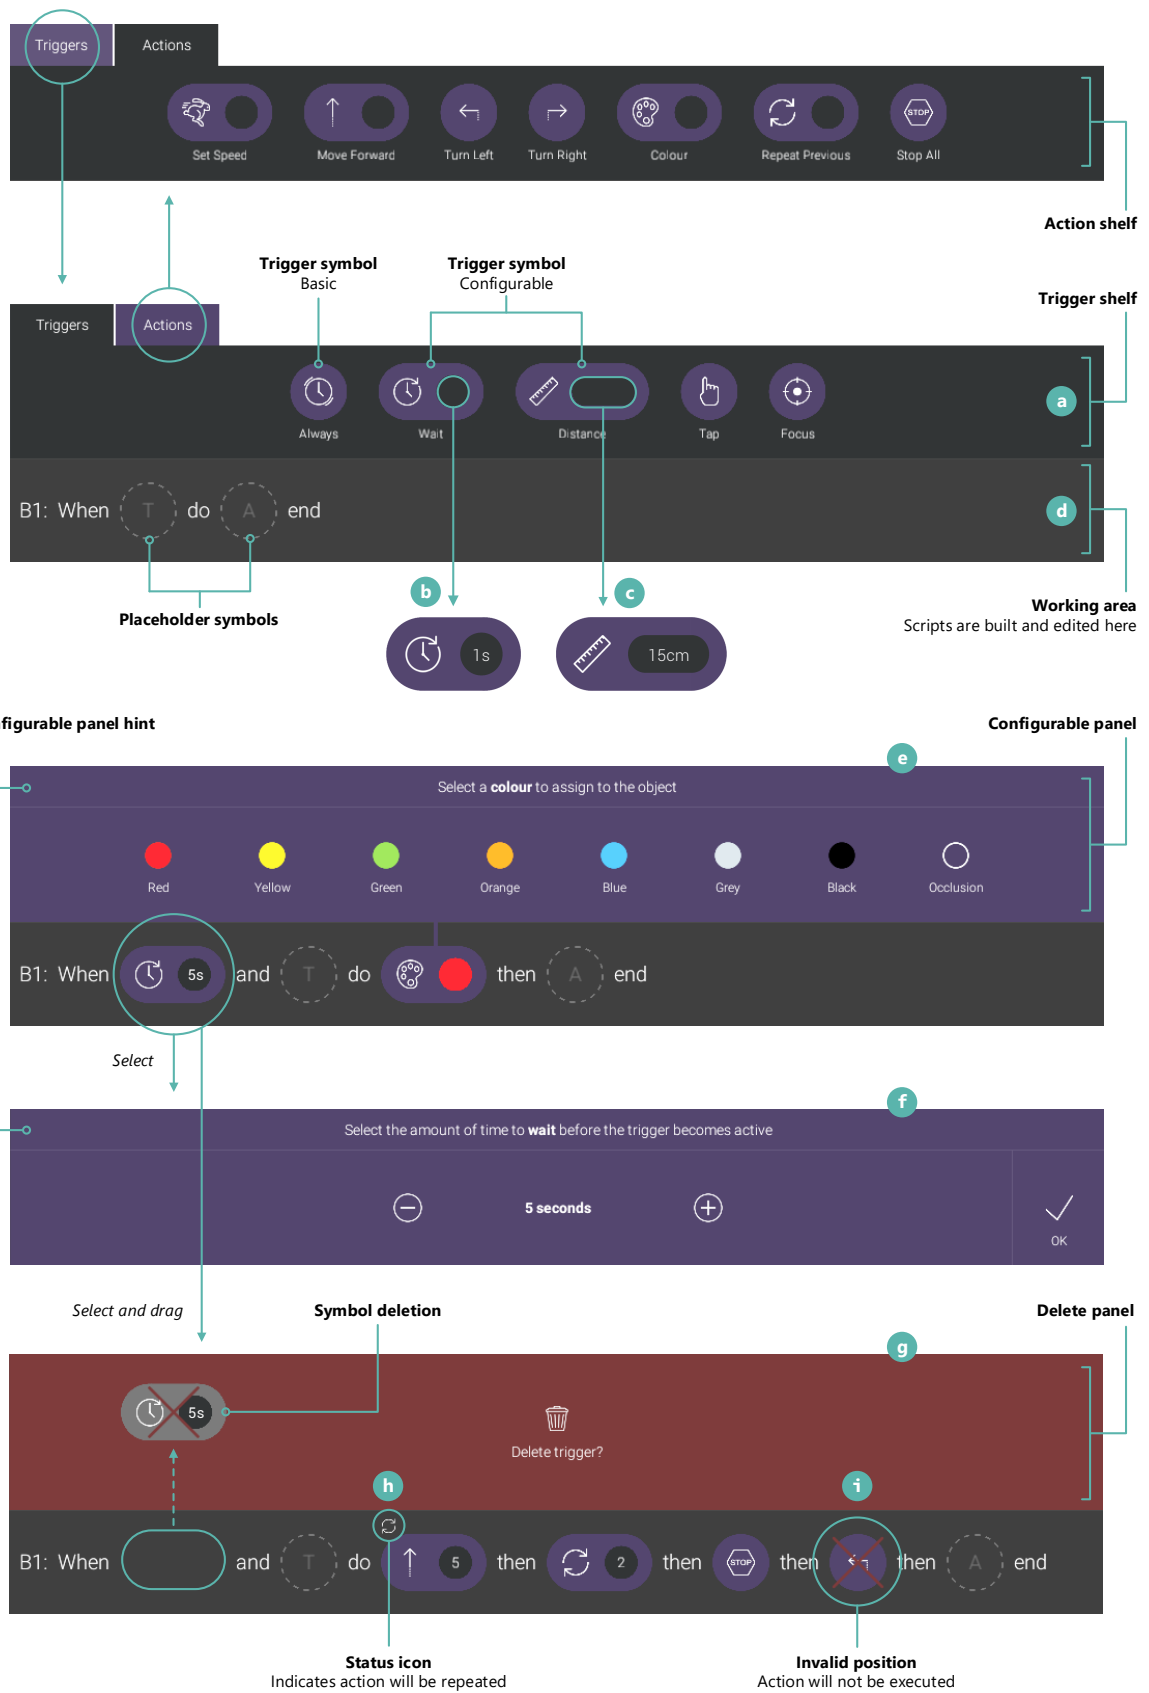 Triggers
Actions
STOP
Set Speed
Move Forward
Turn Left
Turn Right
Colour
Repeat Previous
Stop All
Action shelf
Trigger symbol
Basic
Trigger symbol
Configurable
Trigger shelf
Triggers
Actions
a
Always
Wait
Distance
Tap
Focus
B1: When T do A end
d
b
c
Placeholder symbols
Working area
Scripts are built and edited here
1s
15cm
figurable panel hint
Configurable panel
e
Select a colour to assign to the object
Red
Yellow
Green
Orange
Blue
Grey
Black
Occlusion
B1: When 5s and T do then A end
Select
f
Select the amount of time to wait before the trigger becomes active
5 seconds
OK
Select and drag
Symbol deletion
Delete panel
g
5s
Delete trigger?
h
i
B1: When and T do 5 then 2 then STOP then then A end
Status icon
Indicates action will be repeated
Invalid position
Action will not be executed